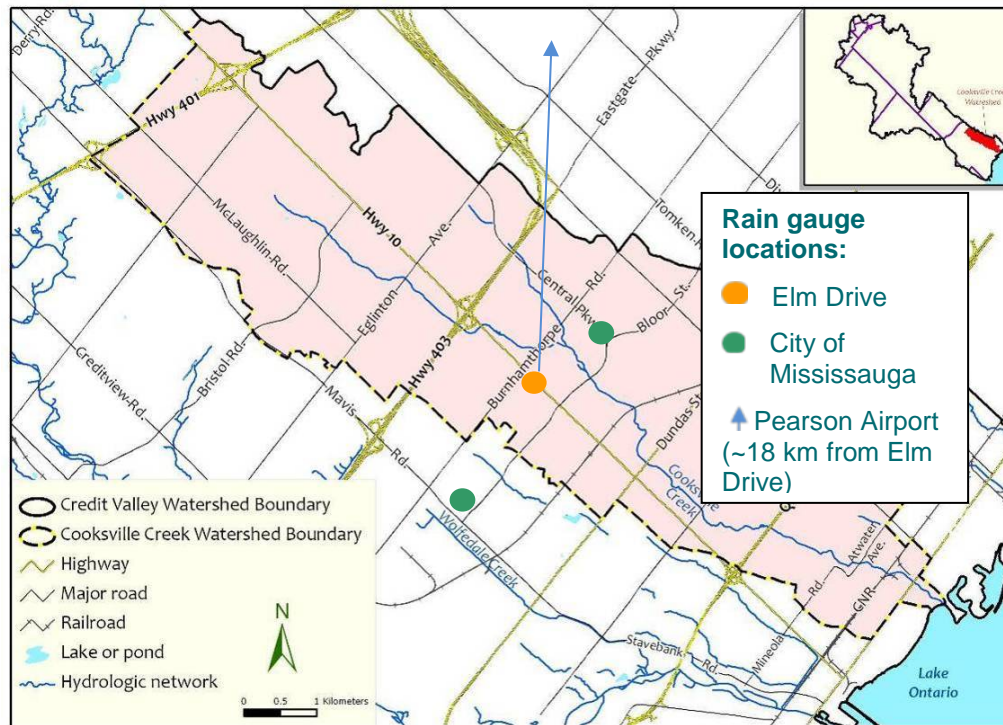 Derry-Rd.
Hwy 401
Hwy-10
Eastgate Pkwy
McLaughlin-Rd.
Eglinton
Ave.
Tomken
Central-Pkwy
Rd.
Bloor St.
Creditview-Rd.
Bristol-Rd.
Mavis
Rd.
Hwy 403
Burnhamthorpe
Dundas-St.
Cooksville
Creek
Wolfedale Creek
Atwater
Ave.
Rd.
GNR
Mineola
Stavebank
Rd.
Lake
Ontario
Cooksville Creek
Watershed
Rain gauge
locations:
Elm Drive
City of
Mississauga
Pearson Airport
(~18 km from Elm
Drive)
Credit Valley Watershed Boundary
Cooksville Creek Watershed Boundary
Highway
Major road
Railroad
Lake or pond
Hydrologic network
N
0 0.5 1 Kilometers